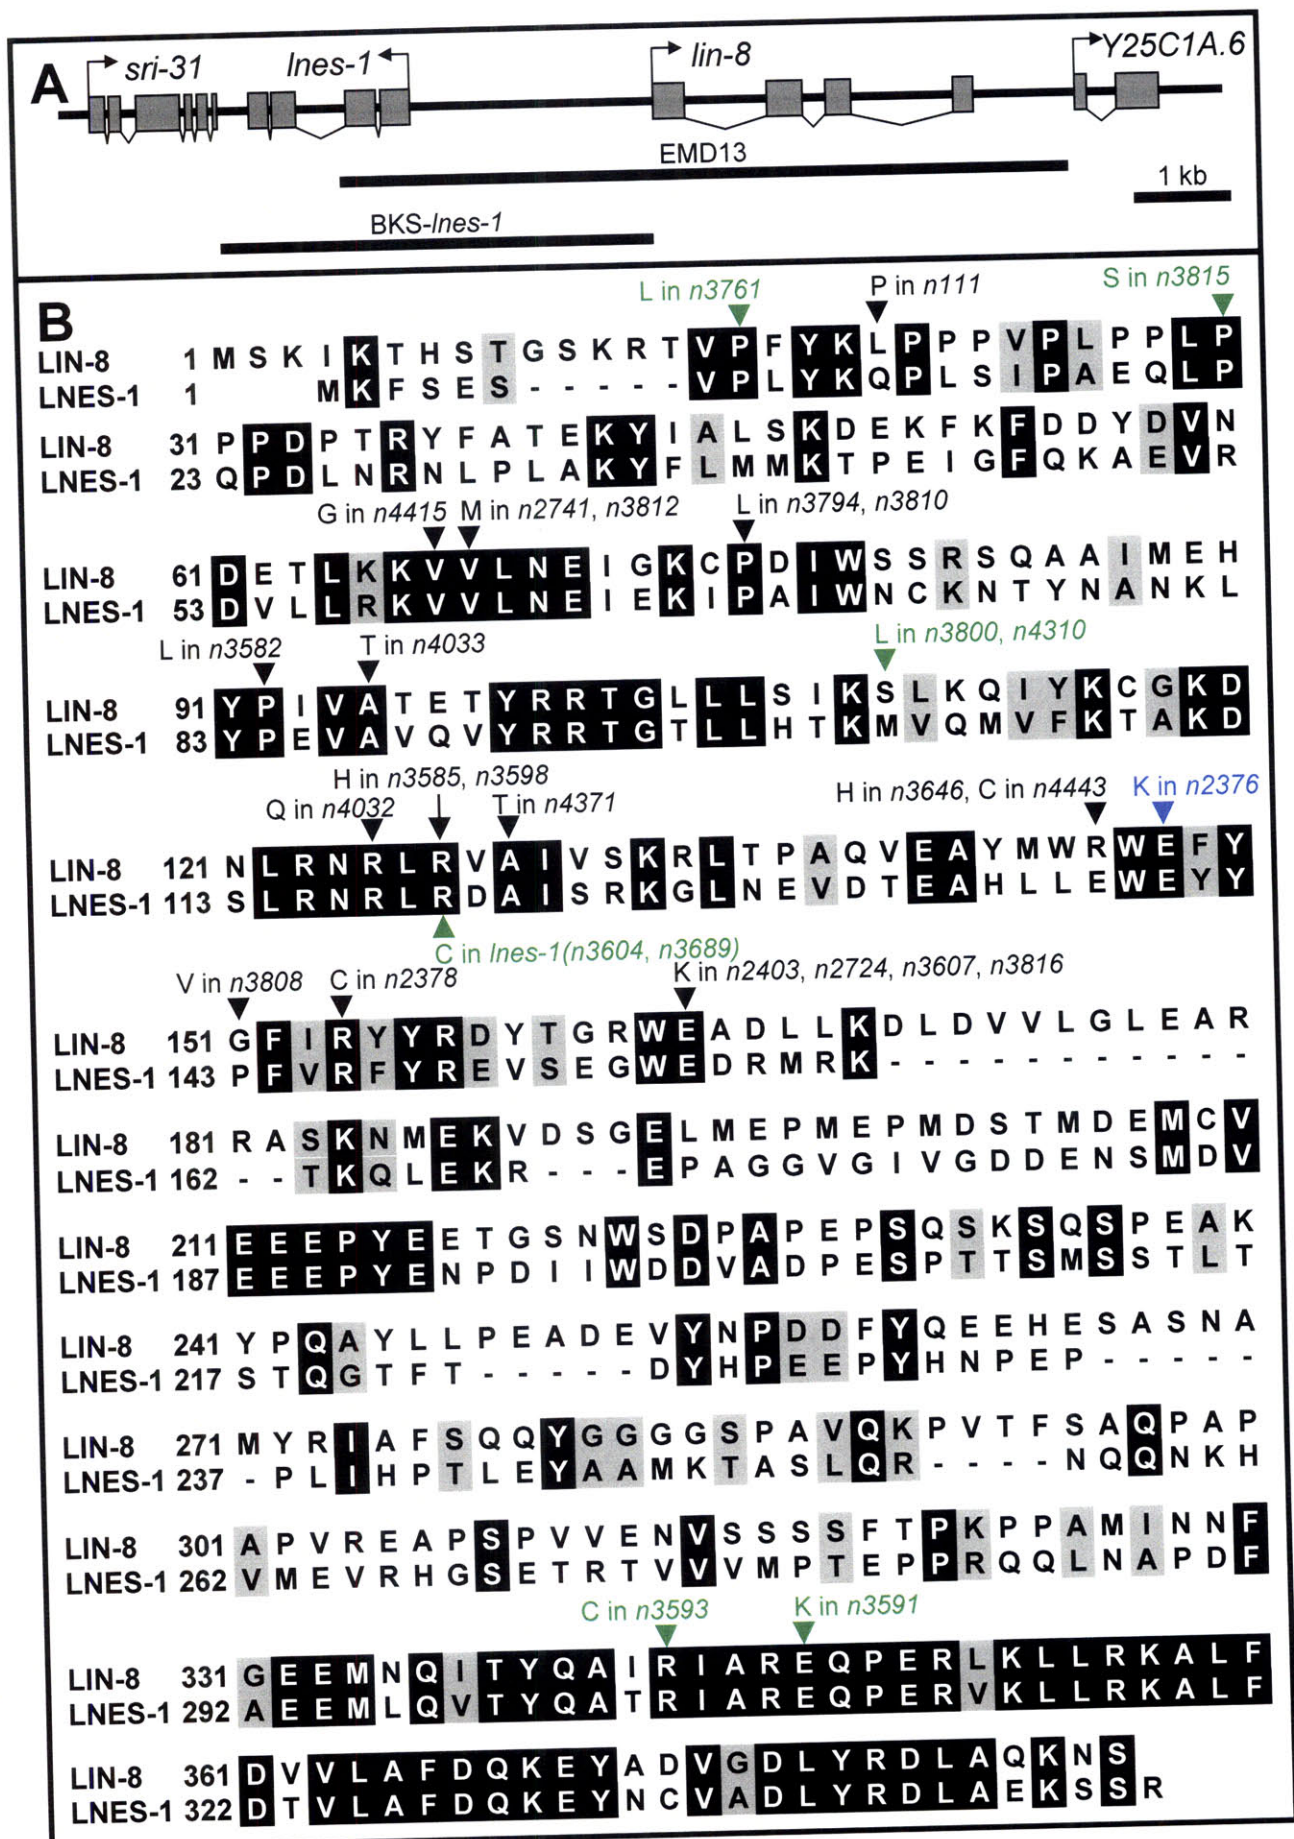 A
sri-31 lnes-1 lin-8 Y25C1A.6
EMD13
1 kb
BKS-lnes-1
B
L in n3761 P in n111 S in n3815
LIN-8 1 M S K I K T H S T G S K R T V P F Y K L P P P V P L P P L P
LNES-1 1 M K F S E S - - - - - V P L Y K Q P L S I P A E Q L P
LIN-8 31 P P D P T R Y F A T E K Y I A L S K D E K F K F D D Y D V N
LNES-1 23 Q P D L N R N L P L A K Y F L M M K T P E I G F Q K A E V R
G in n4415 M in n2741, n3812 L in n3794, n3810
LIN-8 61 D E T L K K V V L N E I G K C P D I W S S R S Q A A I M E H
LNES-1 53 D V L L R K V V L N E I E K I P A I W N C K N T Y N A N K L
L in n3582 T in n4033 L in n3800, n4310
LIN-8 91 Y P I V A T E T Y R R T G L L L S I K S L K Q I Y K C G K D
LNES-1 83 Y P E V A V Q V Y R R T G T L L H T K M V Q M V F K T A K D
H in n3585, n3598
Q in n4032 T in n4371 H in n3646, C in n4443 K in n2376
LIN-8 121 N L R N R L R V A I V S K R L T P A Q V E A Y M W R W E F Y
LNES-1 113 S L R N R L R D A I S R K G L N E V D T E A H L L E W E Y Y
C in lnes-1(n3604, n3689)
V in n3808 C in n2378 K in n2403, n2724, n3607, n3816
LIN-8 151 G F I R Y Y R D Y T G R W E A D L L K D L D V V L G L E A R
LNES-1 143 P F V R F Y R E V S E G W E D R M R K - - - - - - - - - - -
LIN-8 181 R A S K N M E K V D S G E L M E P M E P M D S T M D E M C V
LNES-1 162 - - T K Q L E K R - - - E P A G G V G I V G D D E N S M D V
LIN-8 211 E E E P Y E E T G S N W S D P A P E P S Q S K S Q S P E A K
LNES-1 187 E E E P Y E N P D I I W D D V A D P E S P T T S M S S T L T
LIN-8 241 Y P Q A Y L L P E A D E V Y N P D D F Y Q E E H E S A S N A
LNES-1 217 S T Q G T F T - - - - - D Y H P E E P Y H N P E P - - - - -
LIN-8 271 M Y R I A F S Q Q Y G G G G S P A V Q K P V T F S A Q P A P
LNES-1 237 - P L I H P T L E Y A A M K T A S L Q R - - - - N Q Q N K H
LIN-8 301 A P V R E A P S P V V E N V S S S S F T P K P P A M I N N F
LNES-1 262 V M E V R H G S E T R T V V V M P T E P P R Q Q L N A P D F
C in n3593 K in n3591
LIN-8 331 G E E M N Q I T Y Q A I R I A R E Q P E R L K L L R K A L F
LNES-1 292 A E E M L Q V T Y Q A T R I A R E Q P E R V K L L R K A L F
LIN-8 361 D V V L A F D Q K E Y A D V G D L Y R D L A Q K N S
LNES-1 322 D T V L A F D Q K E Y N C V A D L Y R D L A E K S S R